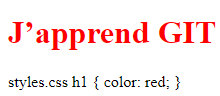 J’apprend GIT
styles.css h1 { color: red; }